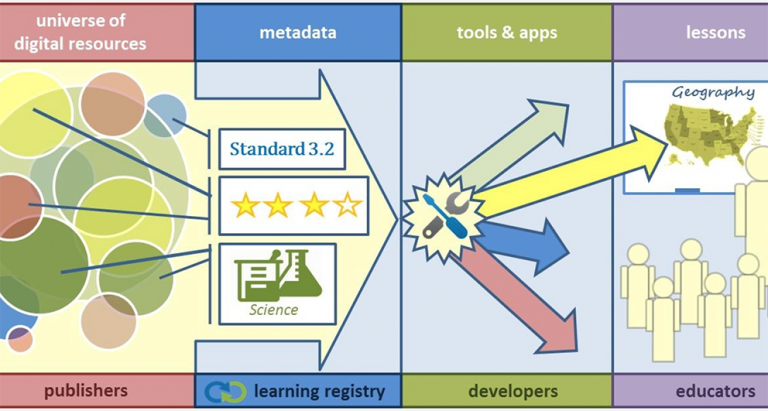 universe of
digital resources
metadata
tools & apps
lessons
Geography
Standard 3.2
Science
publishers
learning registry
developers
educators